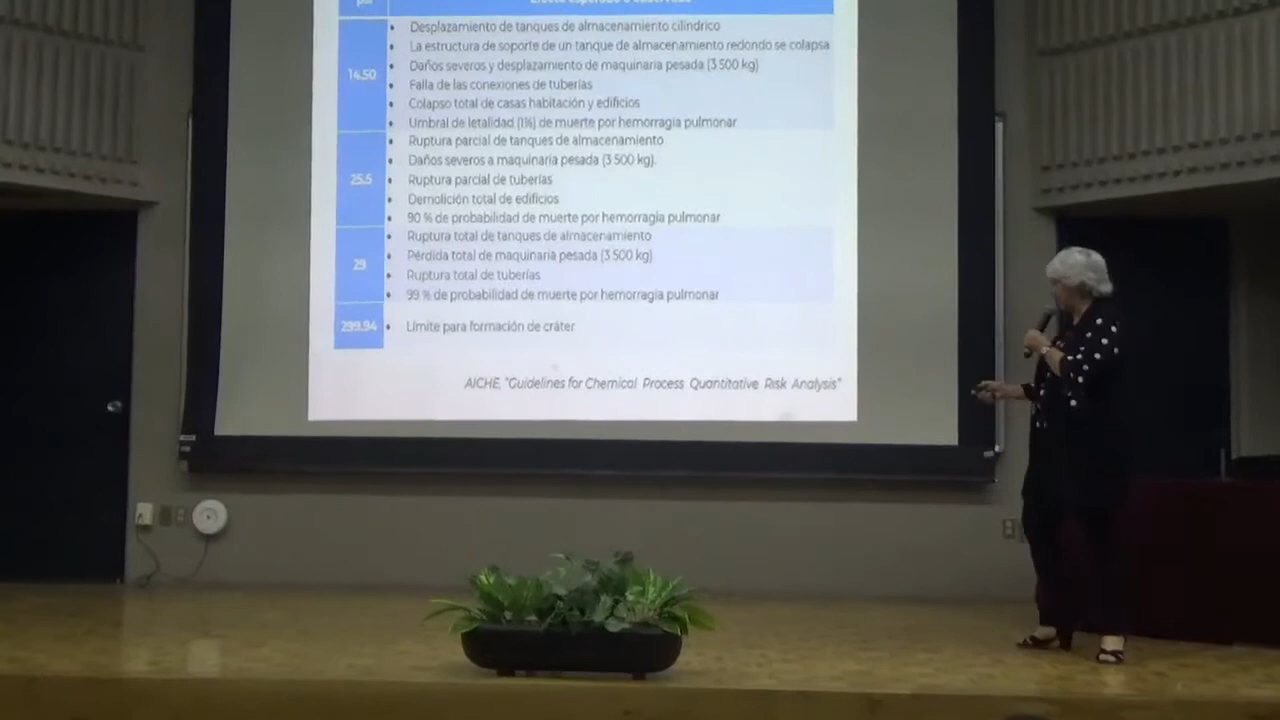 psi Efecto esperado u observado
14.50
• Desplazamiento de tanques de almacenamiento cilíndrico
• La estructura de soporte de un tanque de almacenamiento redondo se colapsa
• Daños severos y desplazamiento de maquinaria pesada (3 500 kg)
• Falla de las conexiones de tuberías
• Colapso total de casas habitación y edificios
• Umbral de letalidad (1%) de muerte por hemorragia pulmonar
25.5
• Ruptura parcial de tanques de almacenamiento
• Daños severos a maquinaria pesada (3 500 kg).
• Ruptura parcial de tuberías
• Demolición total de edificios
• 90 % de probabilidad de muerte por hemorragia pulmonar
29
• Ruptura total de tanques de almacenamiento
• Pérdida total de maquinaria pesada (3 500 kg)
• Ruptura total de tuberías
• 99 % de probabilidad de muerte por hemorragia pulmonar
299.94 • Límite para formación de cráter
AICHE, "Guidelines for Chemical Process Quantitative Risk Analysis"